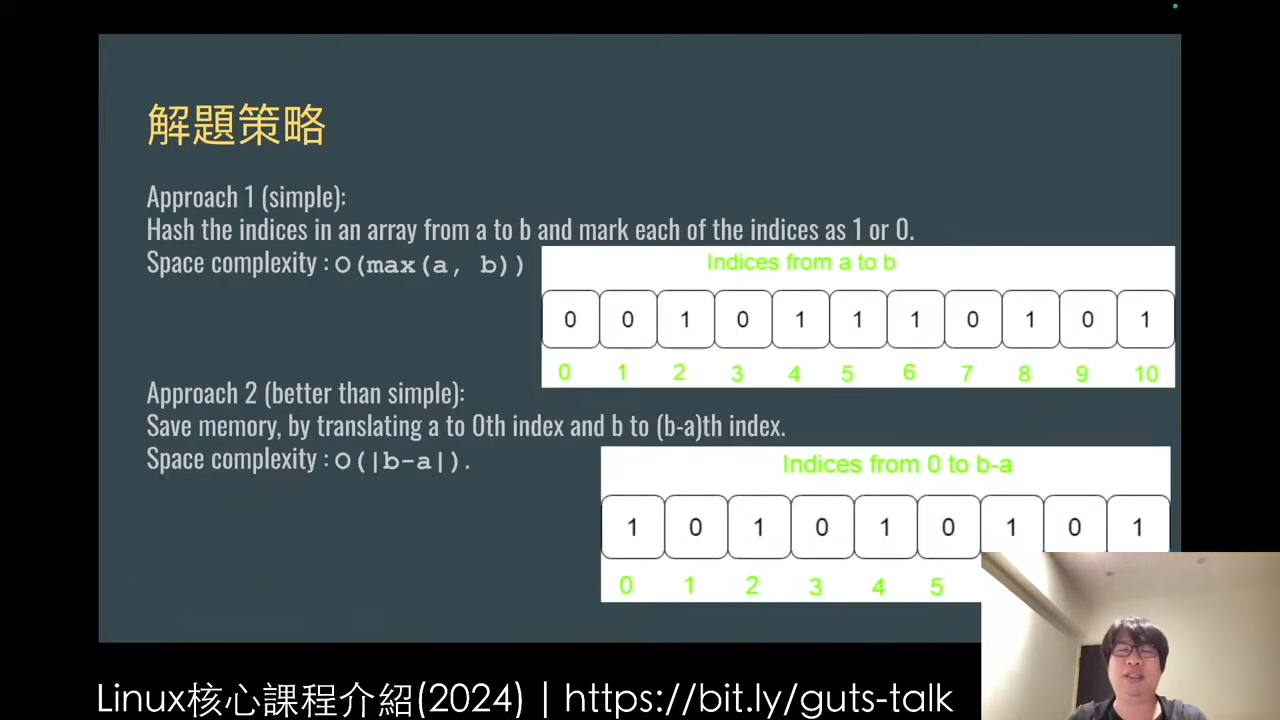 解題策略
Approach 1 (simple):
Hash the indices in an array from a to b and mark each of the indices as 1 or 0.
Space complexity : O(max(a, b))
Indices from a to b
0 0 1 0 1 1 1 0 1 0 1
0 1 2 3 4 5 6 7 8 9 10
Approach 2 (better than simple):
Save memory, by translating a to 0th index and b to (b-a)th index.
Space complexity : O(|b-a|).
Indices from 0 to b-a
1 0 1 0 1 0 1 0 1
0 1 2 3 4 5
Linux核心課程介紹(2024) | https://bit.ly/guts-talk